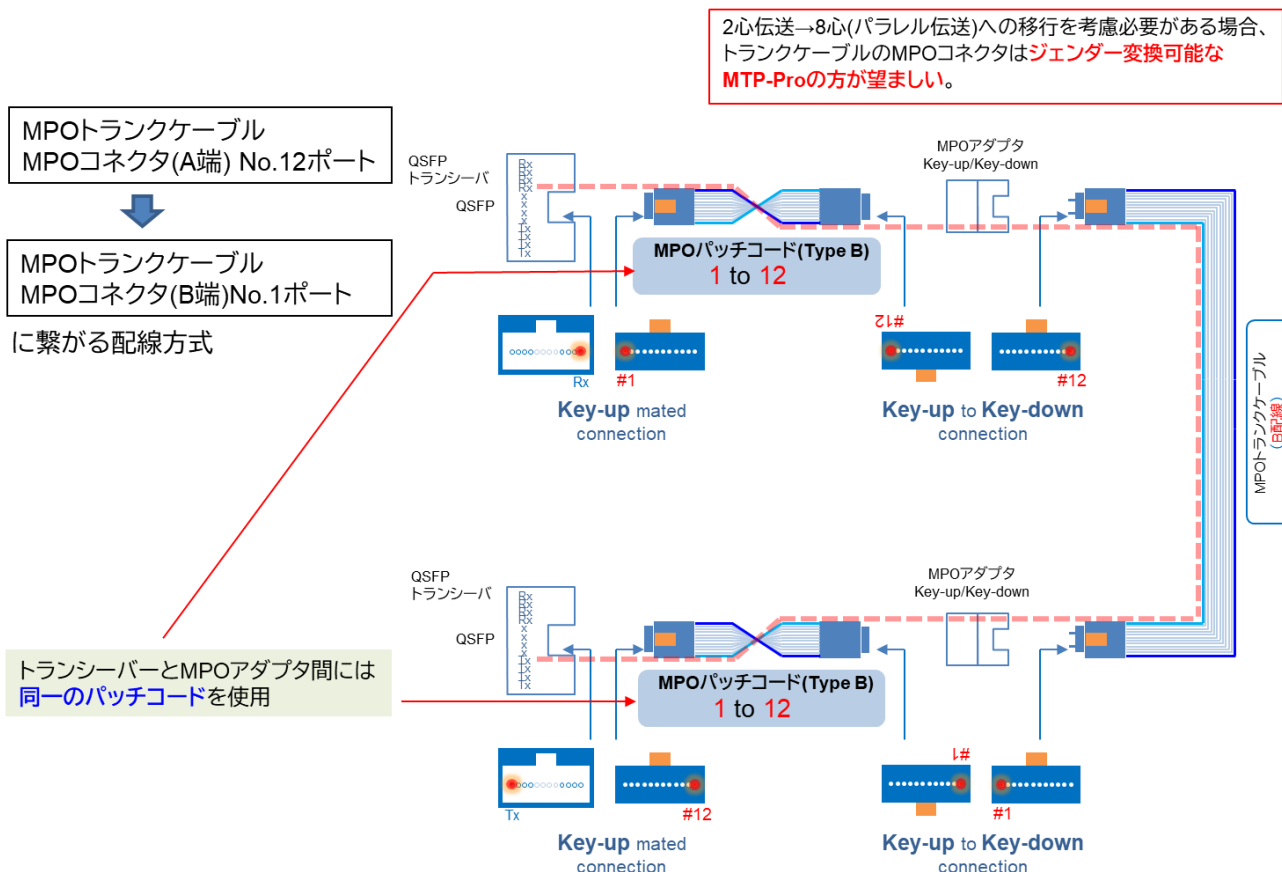 2心伝送→8心(パラレル伝送)への移行を考慮必要がある場合、
トランクケーブルのMPOコネクタはジェンダー変換可能な
MTP-Proの方が望ましい。
MPOトランクケーブル
MPOコネクタ(A端) No.12ポート
MPOトランクケーブル
MPOコネクタ(B端)No.1ポート
に繋がる配線方式
QSFP
トランシーバ
QSFP
Rx
Rx
Rx
Rx
x
x
x
x
Tx
Tx
Tx
Tx
MPOアダプタ
Key-up/Key-down
MPOパッチコード(Type B)
1 to 12
Rx
#1
#12
#12
Key-up mated
connection
Key-up to Key-down
connection
MPOトランクケーブル
(B配線)
QSFP
トランシーバ
QSFP
Rx
Rx
Rx
Rx
x
x
x
x
Tx
Tx
Tx
Tx
MPOアダプタ
Key-up/Key-down
トランシーバーとMPOアダプタ間には
同一のパッチコードを使用
MPOパッチコード(Type B)
1 to 12
Tx
#12
#1
#1
Key-up mated
connection
Key-up to Key-down
connection